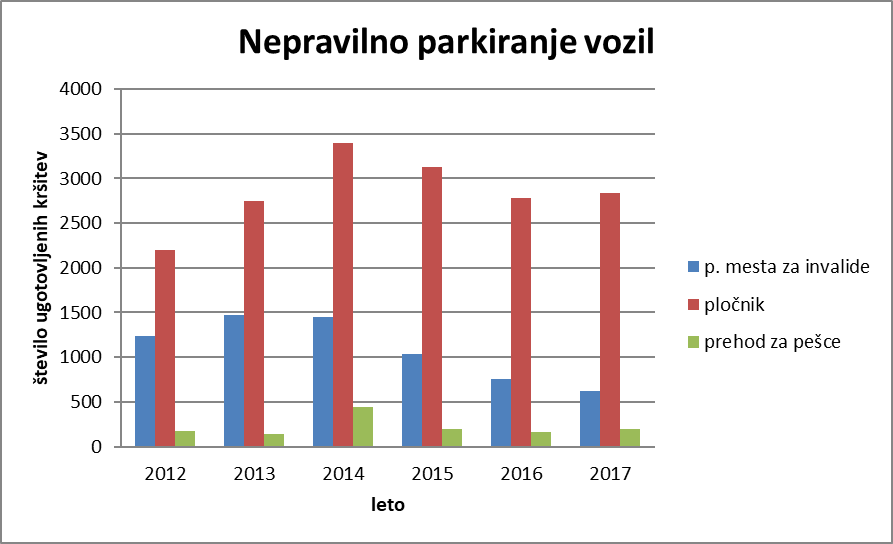 Nepravilno parkiranje vozil
število ugotovljenih kršitev
4000
3500
3000
2500
2000
1500
1000
500
0
2012 2013 2014 2015 2016 2017
leto
p. mesta za invalide
pločnik
prehod za pešce